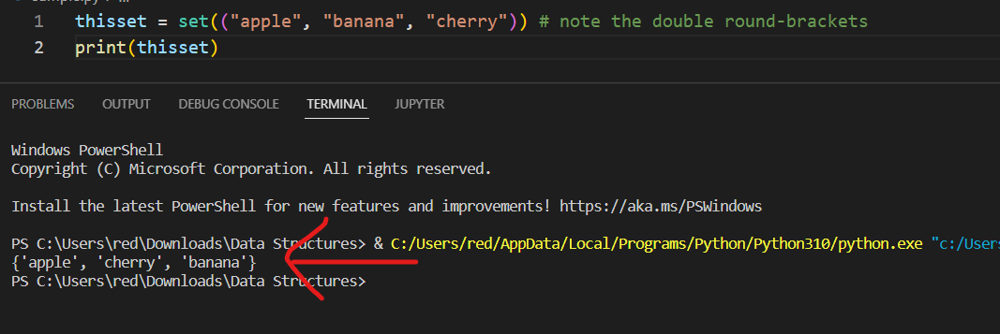 1 thisset = set(("apple", "banana", "cherry")) # note the double round-brackets
2 print(thisset)
PROBLEMS OUTPUT DEBUG CONSOLE TERMINAL JUPYTER
Windows PowerShell
Copyright (C) Microsoft Corporation. All rights reserved.
Install the latest PowerShell for new features and improvements! https://aka.ms/PSWindows
PS C:\Users\red\Downloads\Data Structures> & C:/Users/red/AppData/Local/Programs/Python/Python310/python.exe "c:/Users
{'apple', 'cherry', 'banana'}
PS C:\Users\red\Downloads\Data Structures>